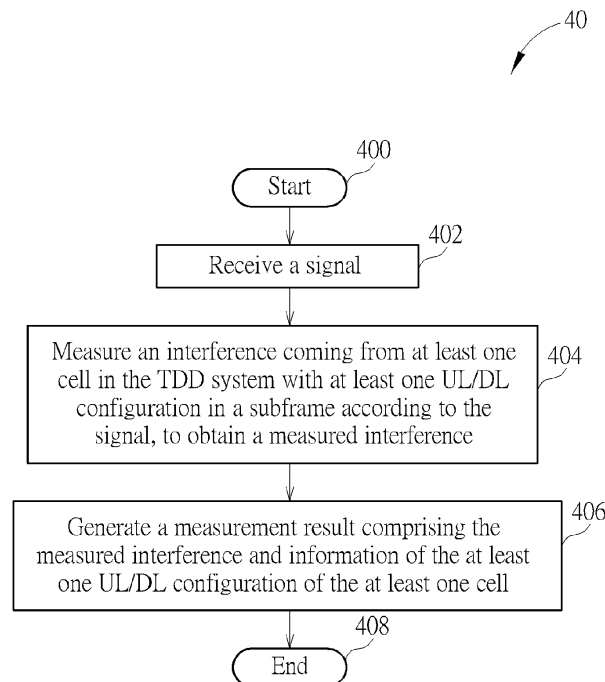 40
400
Start
402
Receive a signal
404
Measure an interference coming from at least one
cell in the TDD system with at least one UL/DL
configuration in a subframe according to the
signal, to obtain a measured interference
406
Generate a measurement result comprising the
measured interference and information of the at least
one UL/DL configuration of the at least one cell
408
End